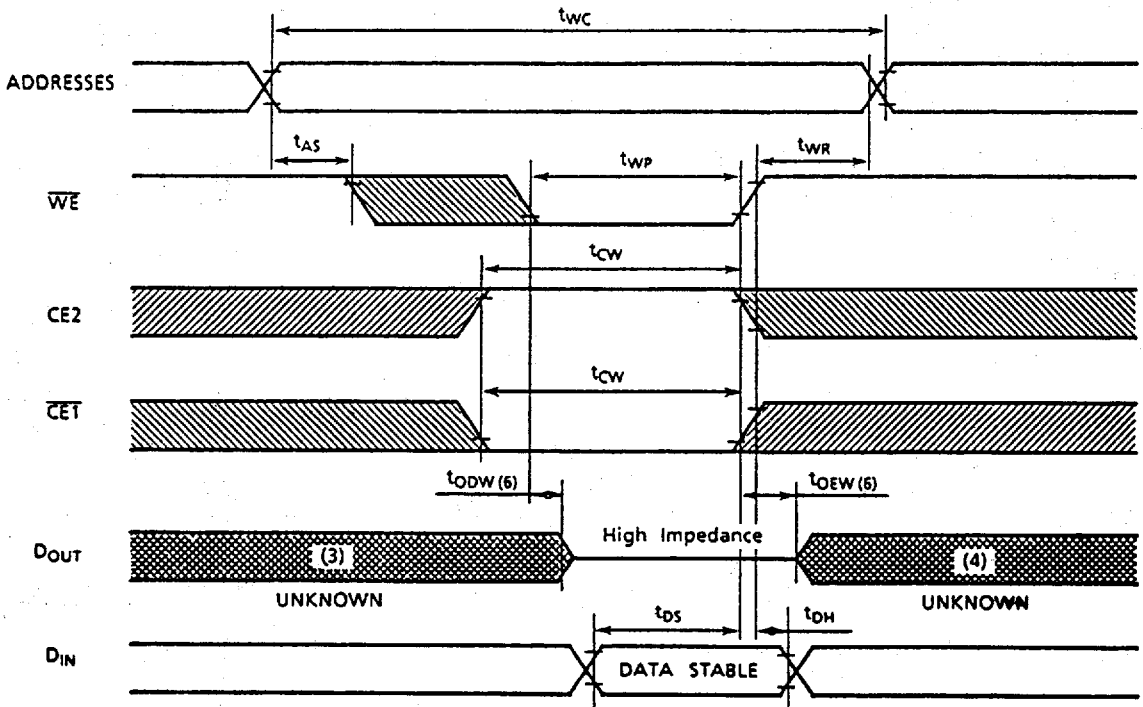 tWC
ADDRESSES
tAS
tWP
tWR
WE
tCW
CE2
tCW
CE1
tODW (6)
tOEW (6)
High Impedance
DOUT
(3)
(4)
UNKNOWN
UNKNOWN
tDS
tDH
DIN
DATA STABLE